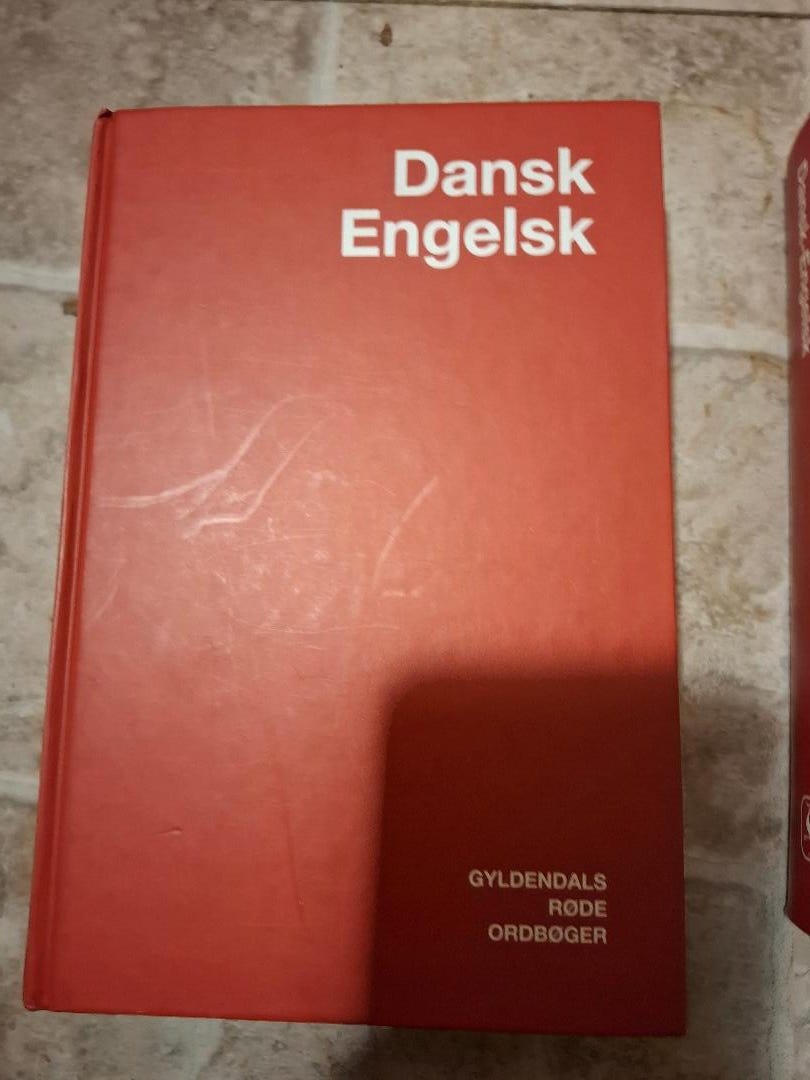 Dansk
Engelsk
GYLDENDALS
RØDE
ORDBØGER